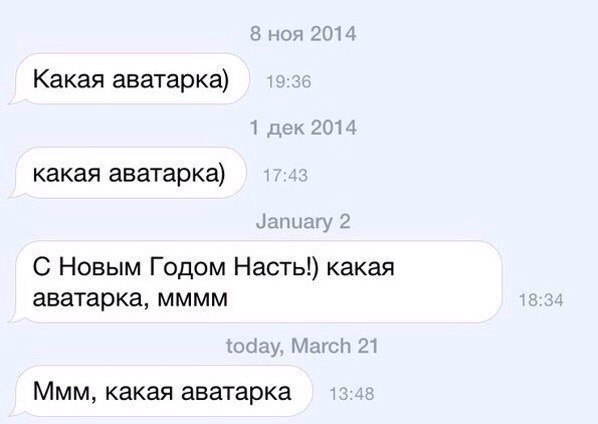 8 ноя 2014
Какая аватарка) 19:36
1 дек 2014
какая аватарка) 17:43
January 2
С Новым Годом Насть!) какая
аватарка, мммм 18:34
today, March 21
Ммм, какая аватарка 13:48